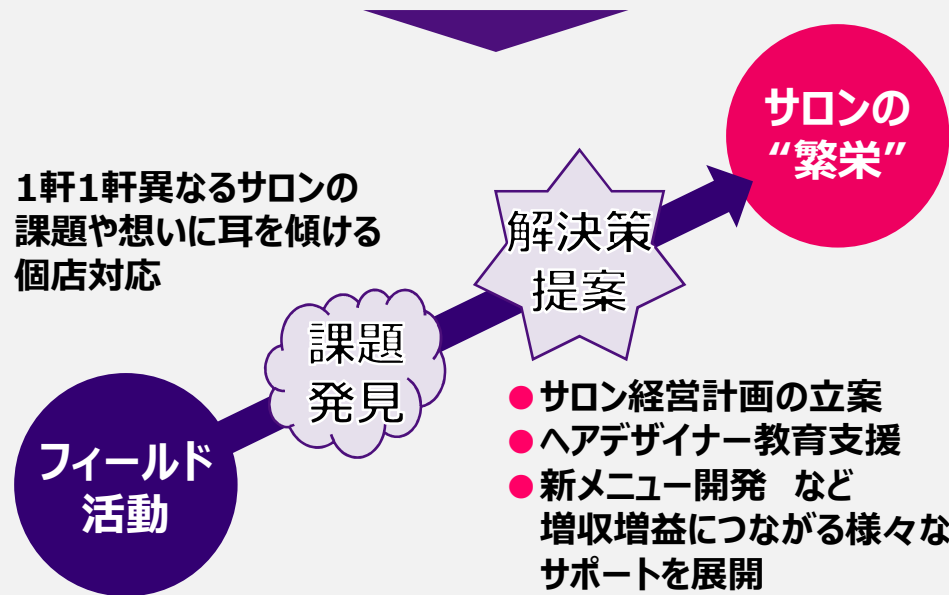 サロンの
“繁栄”
1軒1軒異なるサロンの
課題や想いに耳を傾ける
個店対応
解決策
提案
課題
発見
フィールド
活動
●サロン経営計画の立案
●ヘアデザイナー教育支援
●新メニュー開発　など
増収増益につながる様々な
サポートを展開